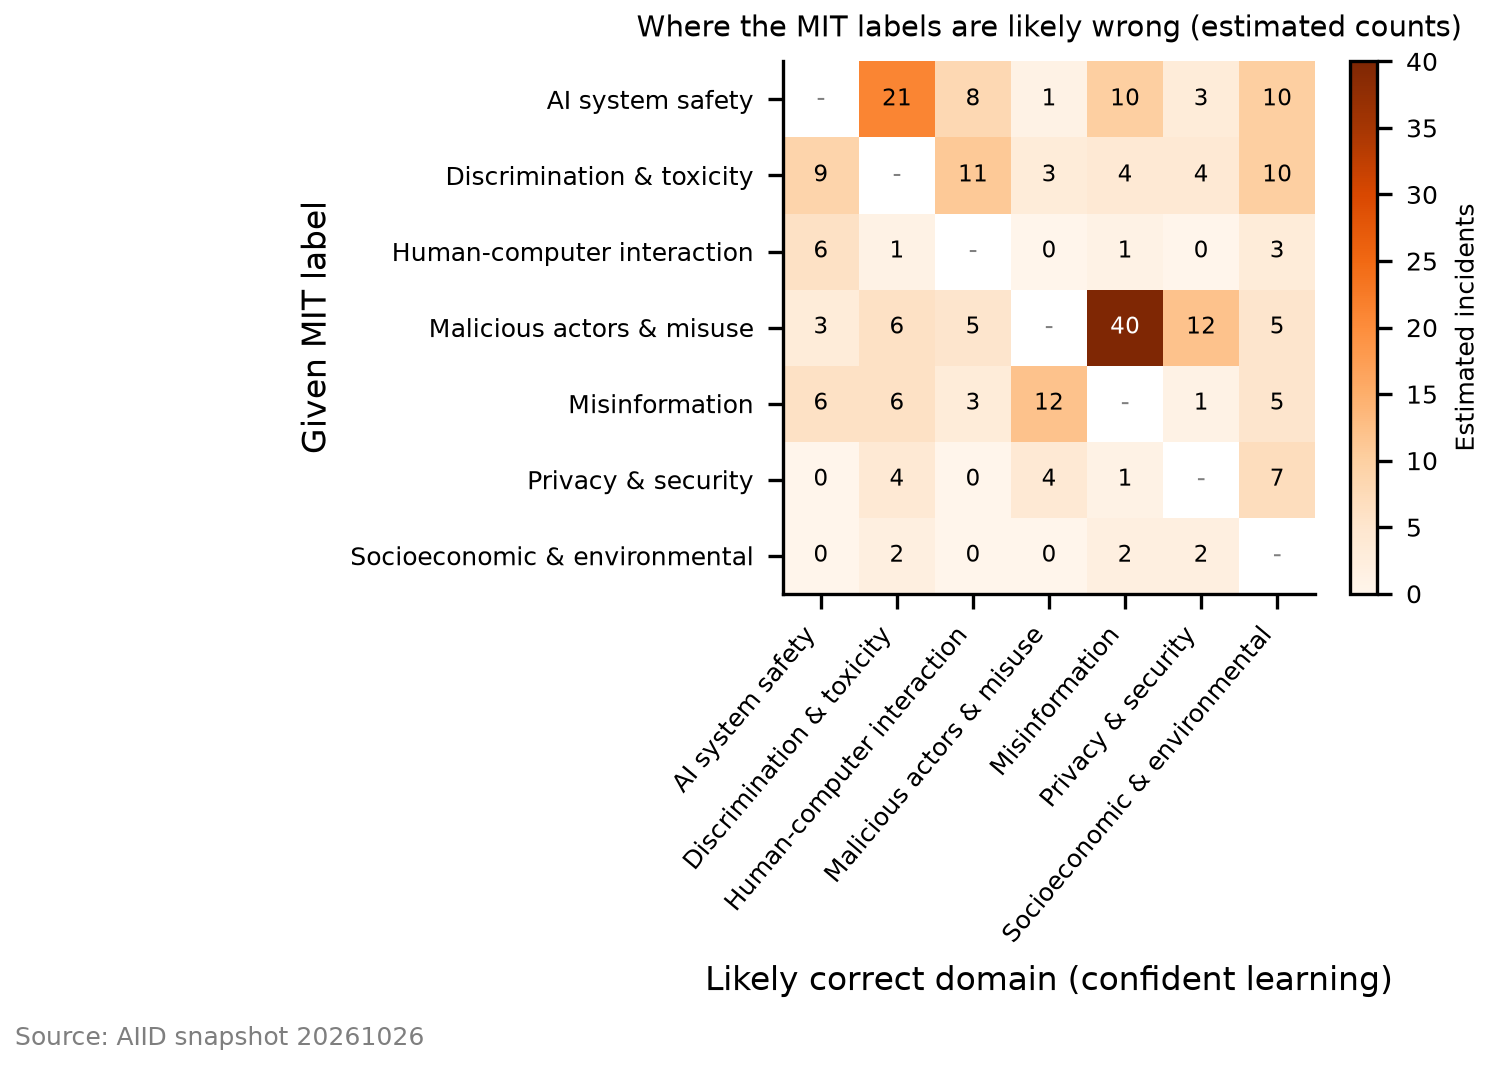 Where the MIT labels are likely wrong (estimated counts)
Given MIT label
AI system safety - 21 8 1 10 3 10
Discrimination & toxicity 9 - 11 3 4 4 10
Human-computer interaction 6 1 - 0 1 0 3
Malicious actors & misuse 3 6 5 - 40 12 5
Misinformation 6 6 3 12 - 1 5
Privacy & security 0 4 0 4 1 - 7
Socioeconomic & environmental 0 2 0 0 2 2 -
AI system safety
Discrimination & toxicity
Human-computer interaction
Malicious actors & misuse
Misinformation
Privacy & security
Socioeconomic & environmental
Likely correct domain (confident learning)
40
35
30
25
20
15
10
5
0
Estimated incidents
Source: AIID snapshot 20261026